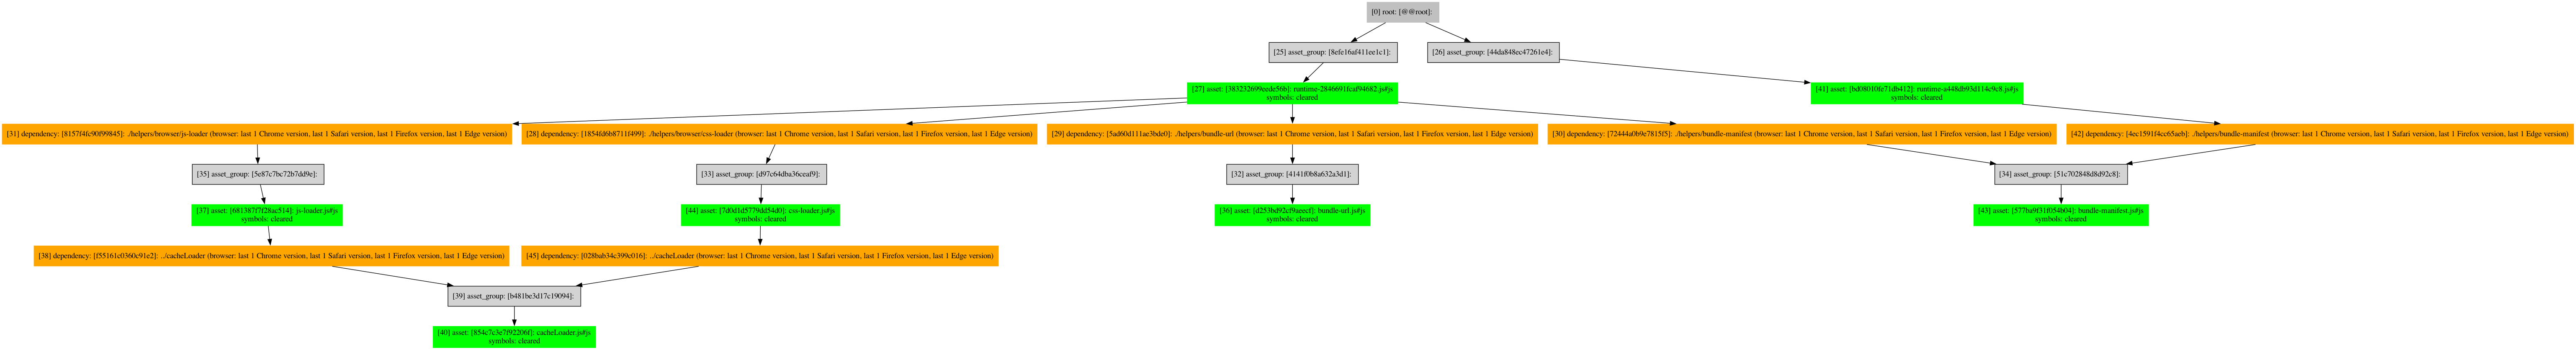 [0] root: [@@root]:
[25] asset_group: [8efe16af411ee1c1]:
[26] asset_group: [44da848ec47261e4]:
[27] asset: [383232699eede56b]: runtime-2846691fcaf94682.js#js
symbols: cleared
[41] asset: [bd08010fe71db412]: runtime-a448db93d114c9c8.js#js
symbols: cleared
[31] dependency: [8157f4fc90f99845]: ./helpers/browser/js-loader (browser: last 1 Chrome version, last 1 Safari version, last 1 Firefox version, last 1 Edge version)
[28] dependency: [1854fd6b8711f499]: ./helpers/browser/css-loader (browser: last 1 Chrome version, last 1 Safari version, last 1 Firefox version, last 1 Edge version)
[29] dependency: [5ad60d111ae3bde0]: ./helpers/bundle-url (browser: last 1 Chrome version, last 1 Safari version, last 1 Firefox version, last 1 Edge version)
[30] dependency: [72444a0b9e7815f5]: ./helpers/bundle-manifest (browser: last 1 Chrome version, last 1 Safari version, last 1 Firefox version, last 1 Edge version)
[42] dependency: [4ec1591f4cc65aeb]: ./helpers/bundle-manifest (browser: last 1 Chrome version, last 1 Safari version, last 1 Firefox version, last 1 Edge version)
[35] asset_group: [5e87c7bc72b7dd9e]:
[33] asset_group: [d97c64dba36ceaf9]:
[32] asset_group: [4141f0b8a632a3d1]:
[34] asset_group: [51c702848d8d92c8]:
[37] asset: [681387f7f28ac514]: js-loader.js#js
symbols: cleared
[44] asset: [7d0d1d5779dd54d0]: css-loader.js#js
symbols: cleared
[36] asset: [d253bd92cf9aeecf]: bundle-url.js#js
symbols: cleared
[43] asset: [577ba9f31f054b04]: bundle-manifest.js#js
symbols: cleared
[38] dependency: [f55161c0360c91e2]: ../cacheLoader (browser: last 1 Chrome version, last 1 Safari version, last 1 Firefox version, last 1 Edge version)
[45] dependency: [028bab34c399c016]: ../cacheLoader (browser: last 1 Chrome version, last 1 Safari version, last 1 Firefox version, last 1 Edge version)
[39] asset_group: [b481be3d17c19094]:
[40] asset: [854c7c3e7f92206f]: cacheLoader.js#js
symbols: cleared